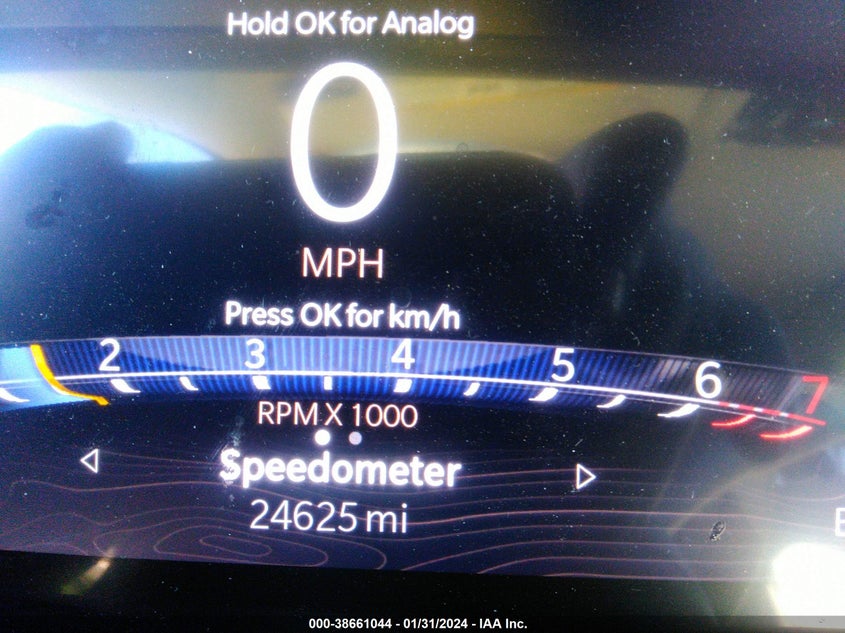 Hold OK for Analog
0
MPH
Press OK for km/h
2 3 4 5 6 7
RPM X 1000
Speedometer
24625 mi
E
000-38661044 - 01/31/2024 - IAA Inc.